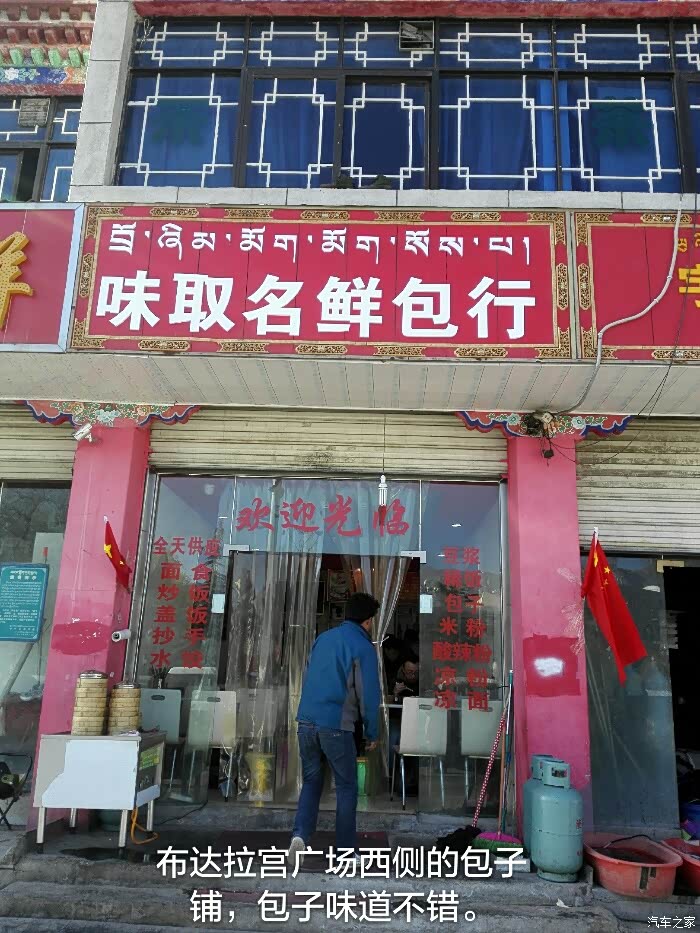 བྲོ་ཞིམ་མོག་མོག་སོས་པ།
味取名鲜包行
欢迎光临
全天供应
面食
炒饭
盖饭
抄手
水饺
豆浆
稀饭
包子
米粉
酸辣粉
凉粉
凉面
布达拉宫广场西侧的包子
铺，包子味道不错。
汽车之家